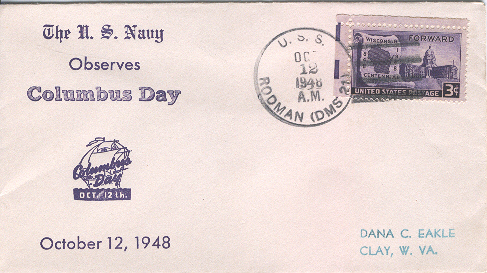 The U. S. Navy
Observes
Columbus Day
Columbus
Day
OCT. 12th.
October 12, 1948
U. S. S.
OCT
12
1948
A.M.
RODMAN (DMS 21)
WISCONSIN FORWARD
CENTENNIAL
UNITED STATES POSTAGE 3¢
DANA C. EAKLE
CLAY, W. VA.